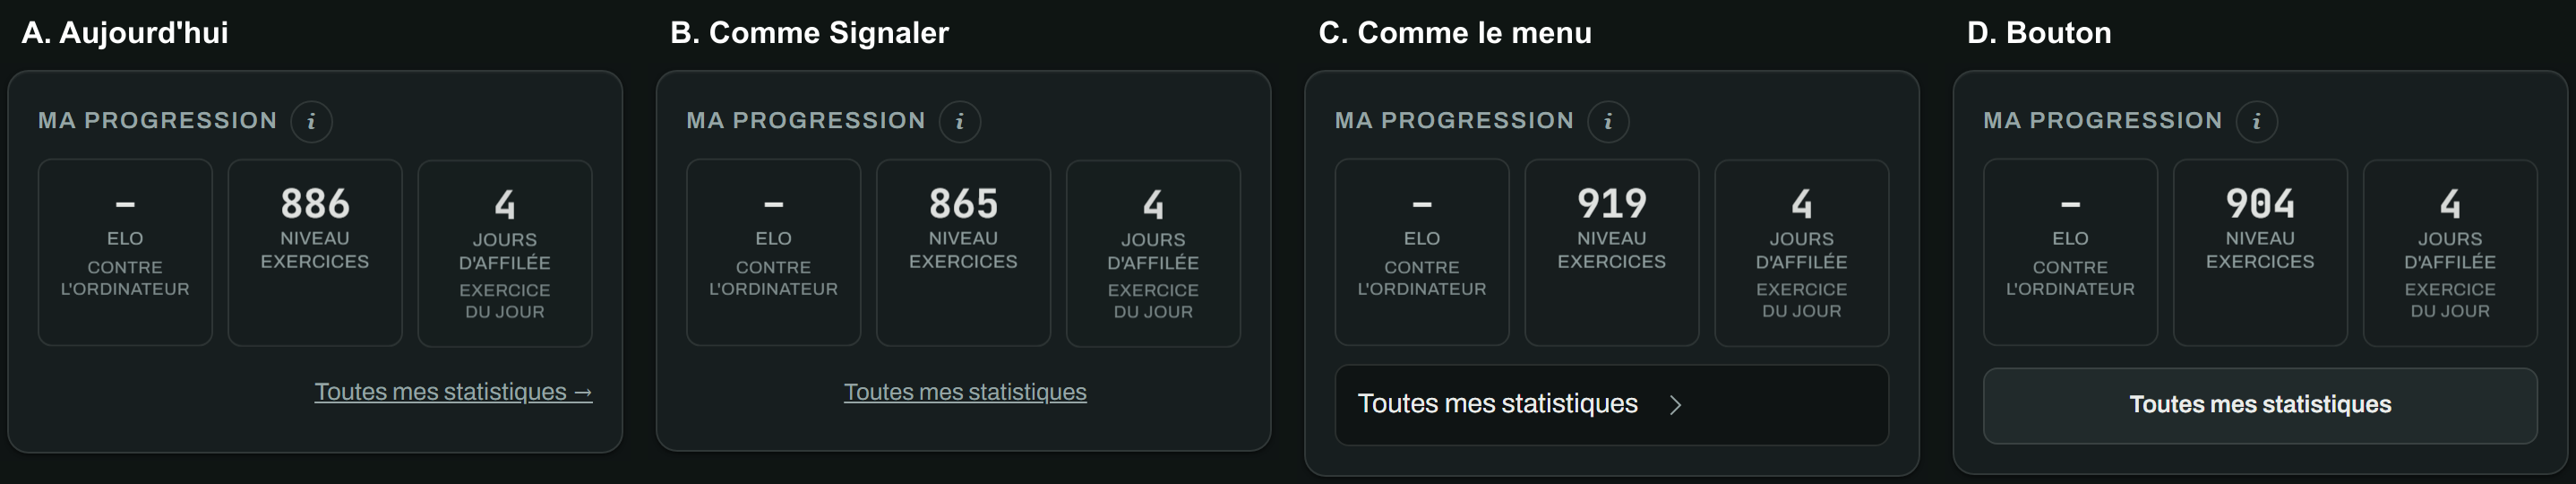 A. Aujourd'hui
MA PROGRESSION i
–
ELO
CONTRE
L'ORDINATEUR
886
NIVEAU
EXERCICES
4
JOURS
D'AFFILÉE
EXERCICE
DU JOUR
Toutes mes statistiques →
B. Comme Signaler
MA PROGRESSION i
–
ELO
CONTRE
L'ORDINATEUR
865
NIVEAU
EXERCICES
4
JOURS
D'AFFILÉE
EXERCICE
DU JOUR
Toutes mes statistiques
C. Comme le menu
MA PROGRESSION i
–
ELO
CONTRE
L'ORDINATEUR
919
NIVEAU
EXERCICES
4
JOURS
D'AFFILÉE
EXERCICE
DU JOUR
Toutes mes statistiques >
D. Bouton
MA PROGRESSION i
–
ELO
CONTRE
L'ORDINATEUR
904
NIVEAU
EXERCICES
4
JOURS
D'AFFILÉE
EXERCICE
DU JOUR
Toutes mes statistiques